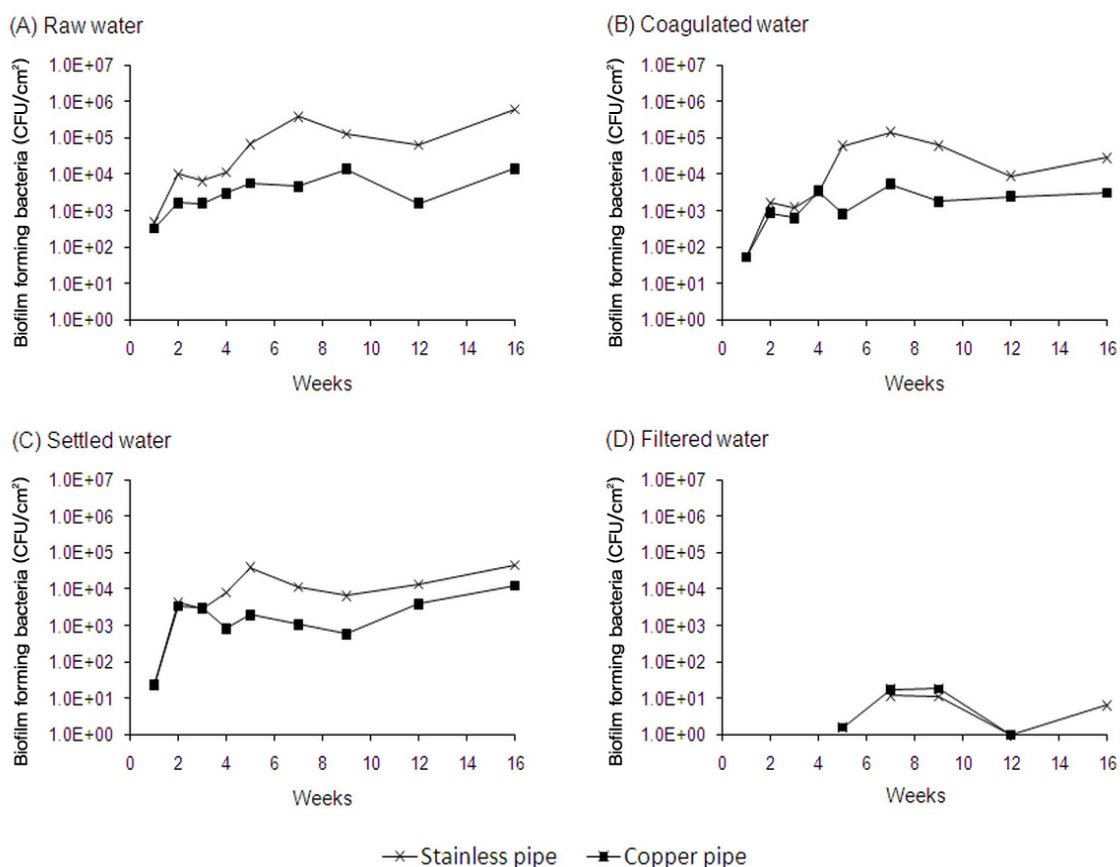 (A) Raw water
Biofilm forming bacteria (CFU/cm²)
1.0E+07
1.0E+06
1.0E+05
1.0E+04
1.0E+03
1.0E+02
1.0E+01
1.0E+00
0 2 4 6 8 10 12 14 16
Weeks
(B) Coagulated water
Biofilm forming bacteria (CFU/cm²)
1.0E+07
1.0E+06
1.0E+05
1.0E+04
1.0E+03
1.0E+02
1.0E+01
1.0E+00
0 2 4 6 8 10 12 14 16
Weeks
(C) Settled water
Biofilm forming bacteria (CFU/cm²)
1.0E+07
1.0E+06
1.0E+05
1.0E+04
1.0E+03
1.0E+02
1.0E+01
1.0E+00
0 2 4 6 8 10 12 14 16
Weeks
(D) Filtered water
Biofilm forming bacteria (CFU/cm²)
1.0E+07
1.0E+06
1.0E+05
1.0E+04
1.0E+03
1.0E+02
1.0E+01
1.0E+00
0 2 4 6 8 10 12 14 16
Weeks
Stainless pipe Copper pipe